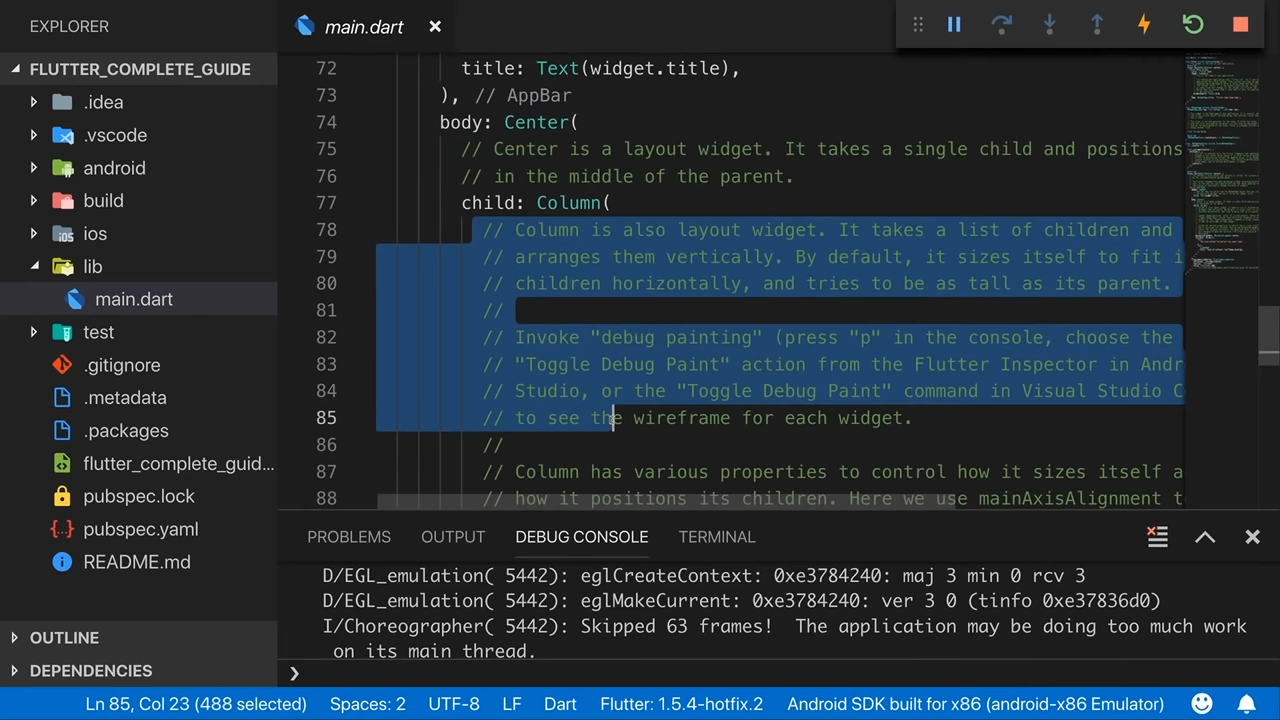 EXPLORER
FLUTTER_COMPLETE_GUIDE
.idea
.vscode
android
build
ios
lib
main.dart
test
.gitignore
.metadata
.packages
flutter_complete_guid...
pubspec.lock
pubspec.yaml
README.md
OUTLINE
DEPENDENCIES
main.dart
72 title: Text(widget.title),
73 ), // AppBar
74 body: Center(
75 // Center is a layout widget. It takes a single child and positions
76 // in the middle of the parent.
77 child: Column(
78 // Column is also layout widget. It takes a list of children and
79 // arranges them vertically. By default, it sizes itself to fit i
80 // children horizontally, and tries to be as tall as its parent.
81 //
82 // Invoke "debug painting" (press "p" in the console, choose the
83 // "Toggle Debug Paint" action from the Flutter Inspector in Andr
84 // Studio, or the "Toggle Debug Paint" command in Visual Studio C
85 // to see the wireframe for each widget.
86 //
87 // Column has various properties to control how it sizes itself a
88 // how it positions its children. Here we use mainAxisAlignment t
PROBLEMS OUTPUT DEBUG CONSOLE TERMINAL
D/EGL_emulation( 5442): eglCreateContext: 0xe3784240: maj 3 min 0 rcv 3
D/EGL_emulation( 5442): eglMakeCurrent: 0xe3784240: ver 3 0 (tinfo 0xe37836d0)
I/Choreographer( 5442): Skipped 63 frames!  The application may be doing too much work
on its main thread.
Ln 85, Col 23 (488 selected) Spaces: 2 UTF-8 LF Dart Flutter: 1.5.4-hotfix.2 Android SDK built for x86 (android-x86 Emulator)